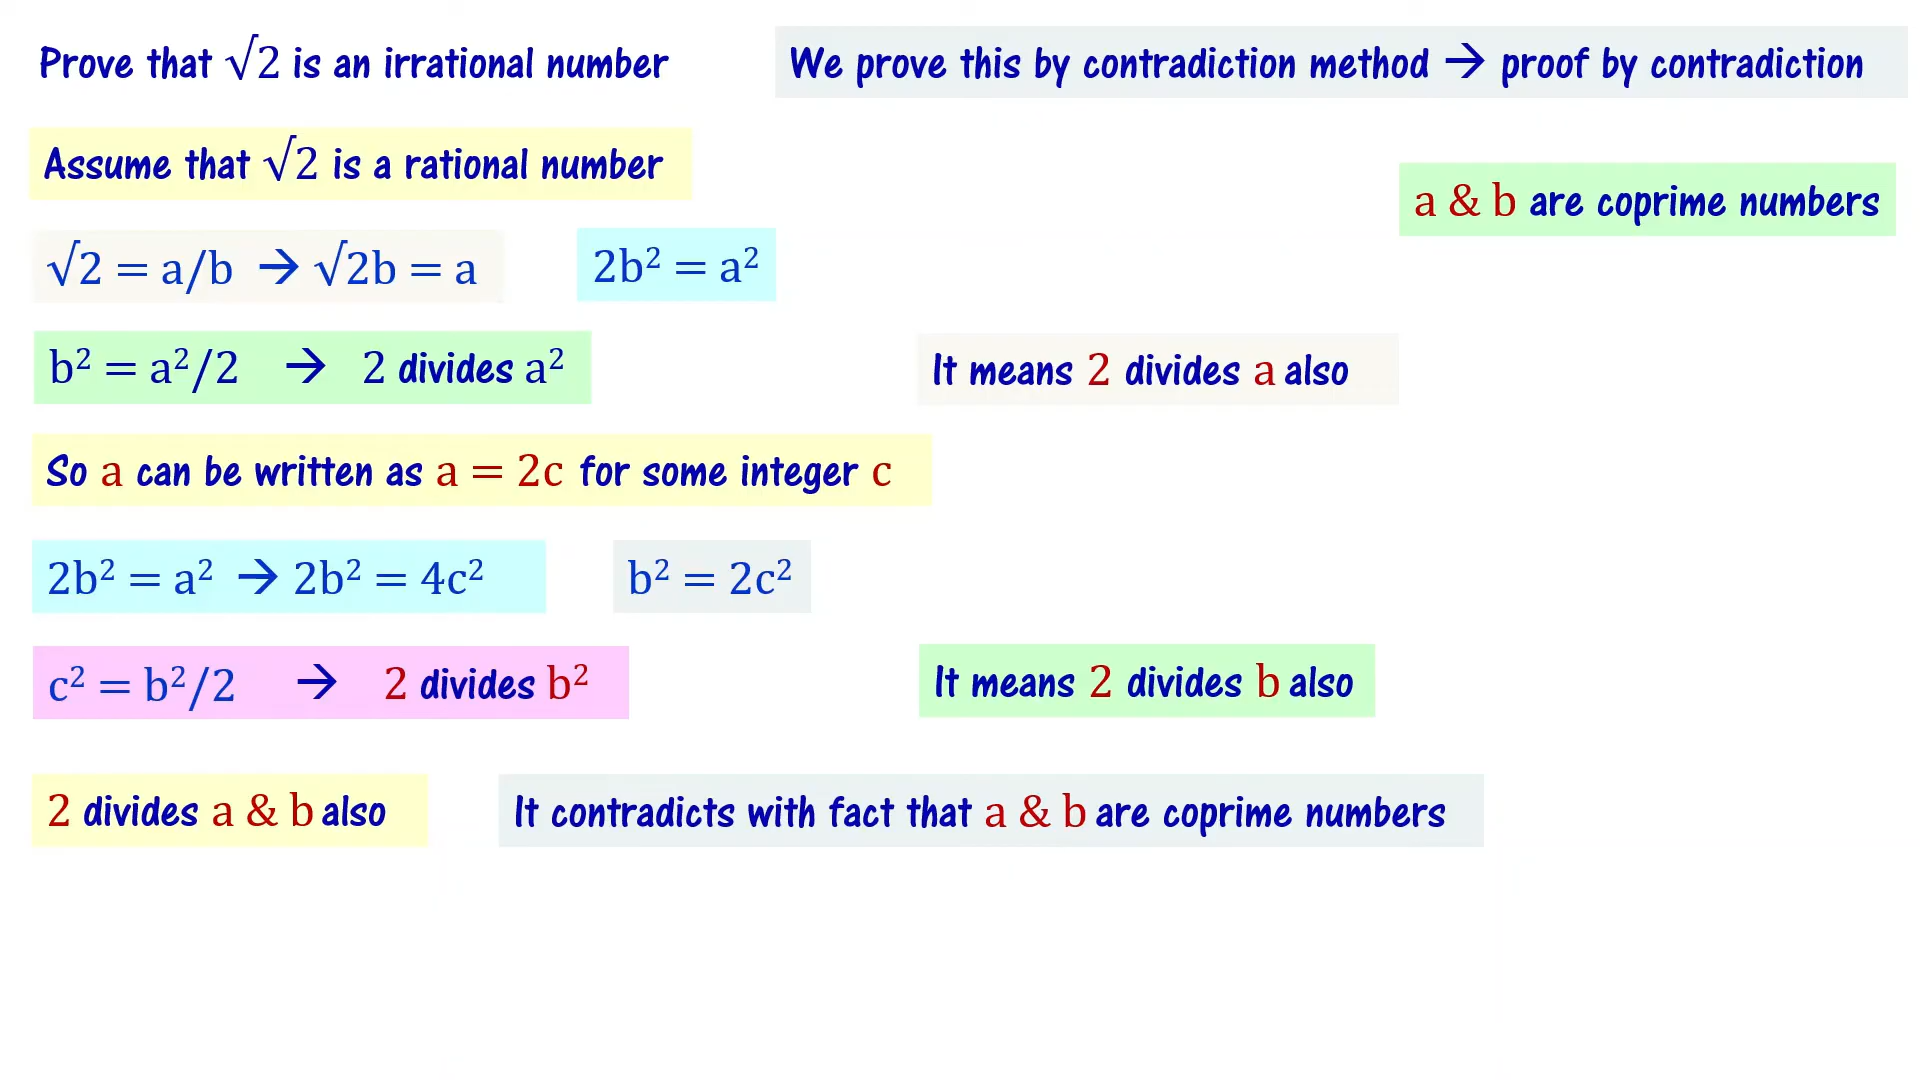 Prove that √2 is an irrational number
We prove this by contradiction method → proof by contradiction
Assume that √2 is a rational number
a & b are coprime numbers
√2 = a/b → √2b = a
2b² = a²
b² = a²/2 → 2 divides a²
It means 2 divides a also
So a can be written as a = 2c for some integer c
2b² = a² → 2b² = 4c²
b² = 2c²
c² = b²/2 → 2 divides b²
It means 2 divides b also
2 divides a & b also
It contradicts with fact that a & b are coprime numbers